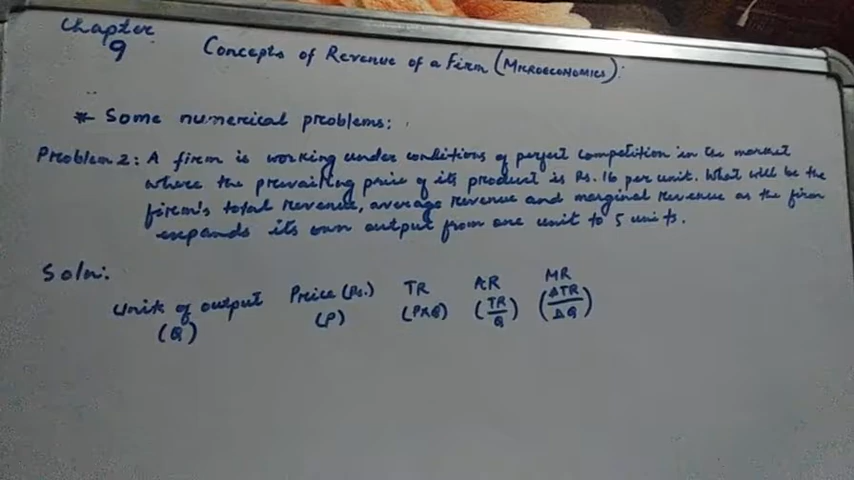 Chapter
9
Concepts of Revenue of a Firm (Microeconomics):
* Some numerical problems:
Problem 2: A firm is working under conditions of perfect competition in the market
where the prevailing price of its product is Rs. 16 per unit. What will be the
firm's total revenue, average revenue and marginal revenue as the firm
expands its own output from one unit to 5 units.
Soln:
Unit of output Price (Rs.) TR AR MR
(Q) (P) (P×Q) (TR/Q) (ΔTR/ΔQ)